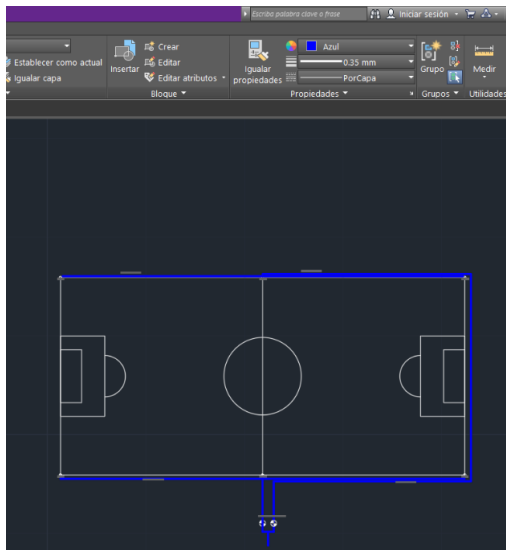 Escriba palabra clave o frase
Iniciar sesión
Establecer como actual
Igualar capa
Insertar
Crear
Editar
Editar atributos
Bloque
Igualar propiedades
Azul
0.35 mm
PorCapa
Propiedades
Grupo
Grupos
Medir
Utilidades